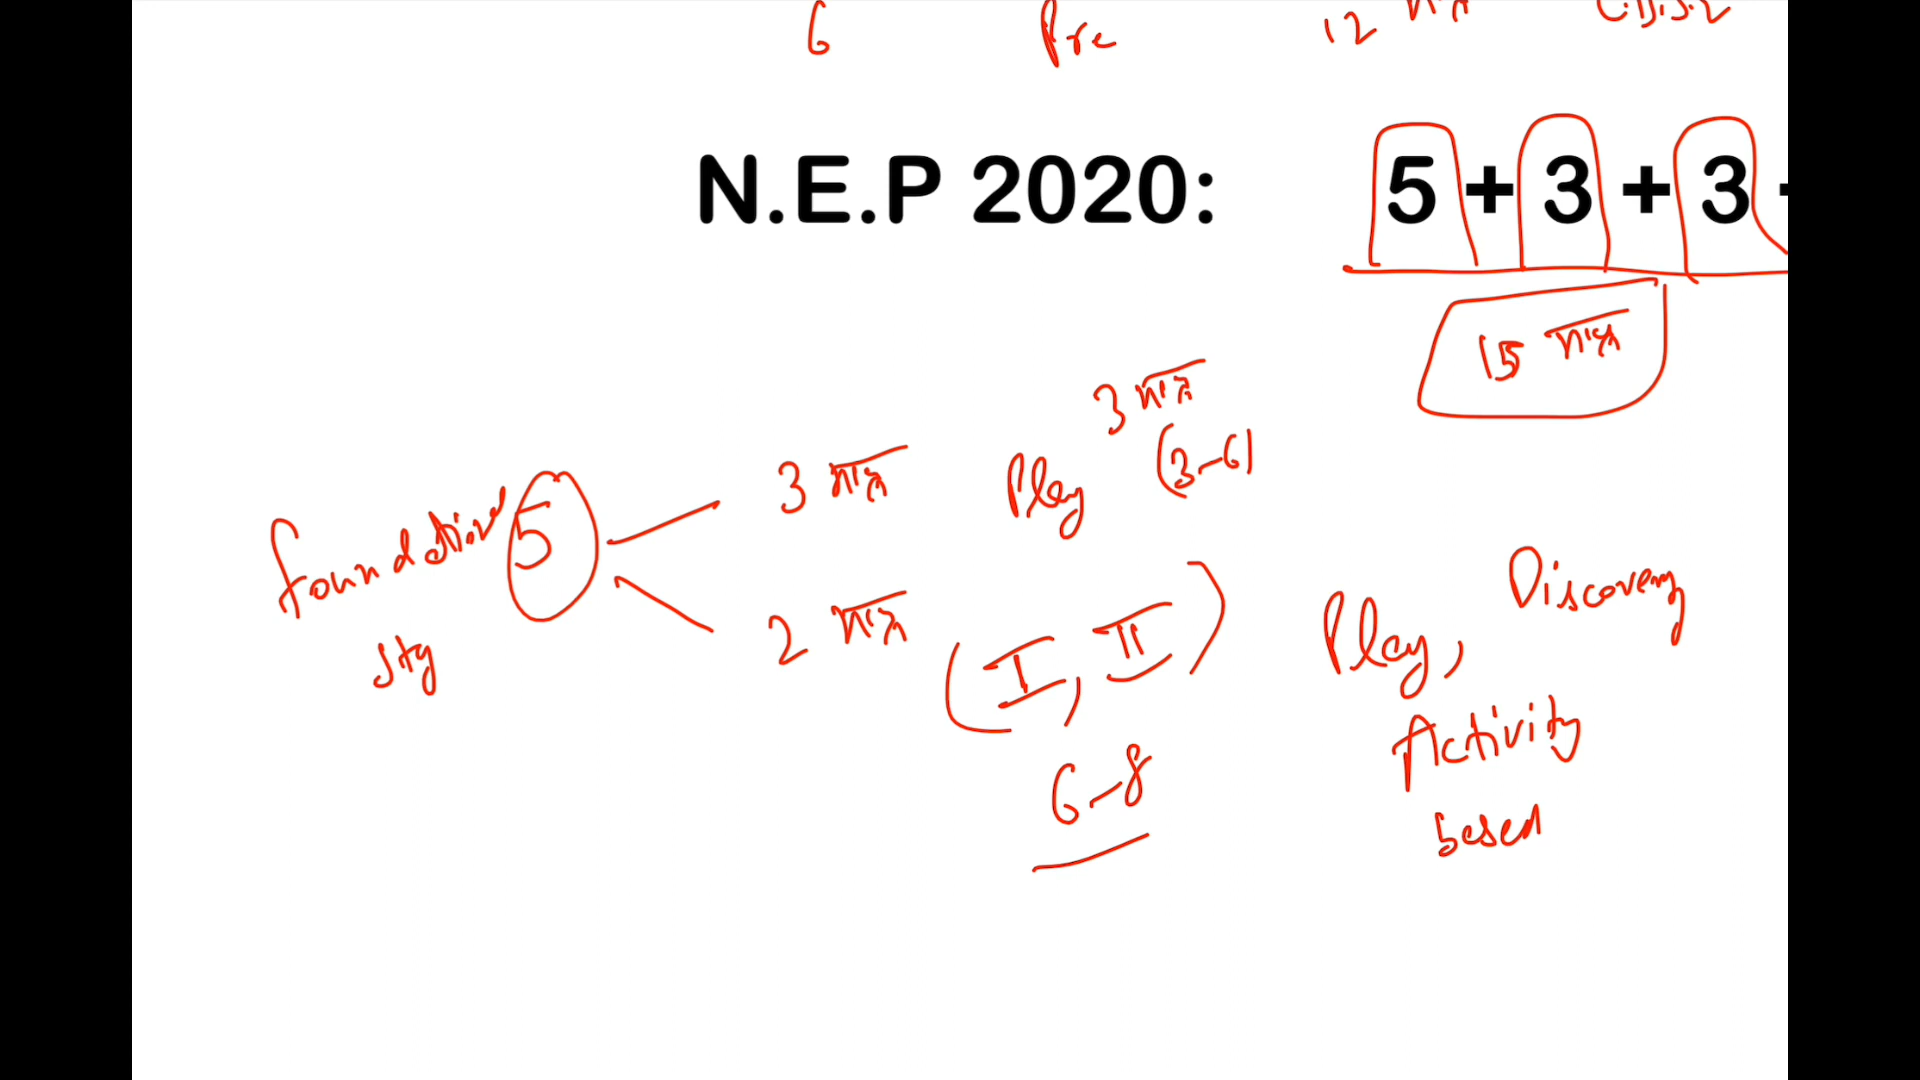 6 Pre 12
N.E.P 2020: 5 + 3 + 3
15 साल
3 साल
3 साल Play (3-6)
foundational 5
stg
2 साल (I, II) Play, Discovery
Activity
based
6-8